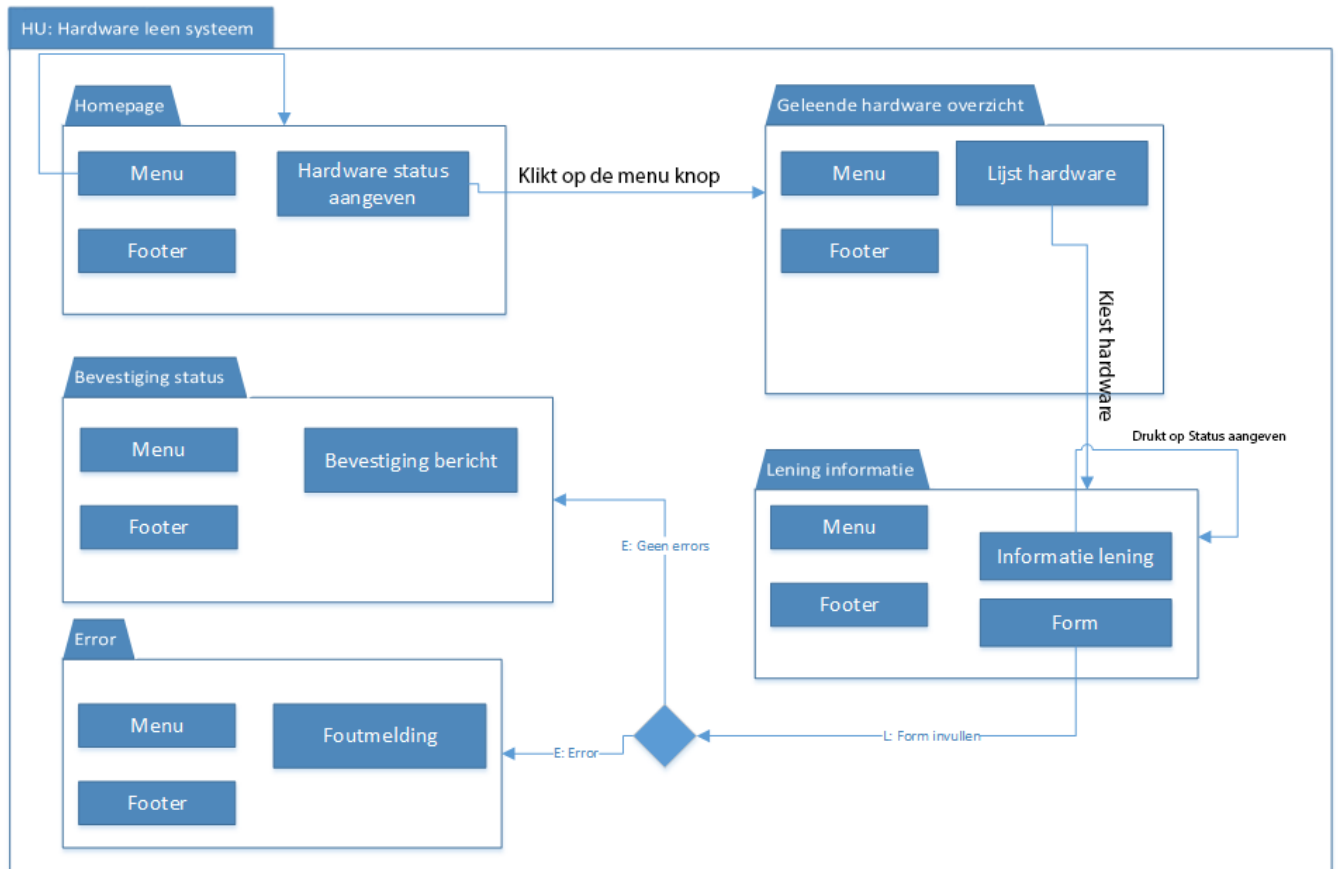 HU: Hardware leen systeem
Homepage
Menu
Hardware status
aangeven
Footer
Klikt op de menu knop
Geleende hardware overzicht
Menu
Lijst hardware
Footer
Kiest hardware
Bevestiging status
Menu
Bevestiging bericht
Footer
Drukt op Status aangeven
Lening informatie
Menu
Informatie lening
Footer
Form
E: Geen errors
Error
Menu
Foutmelding
Footer
E: Error
L: Form invullen